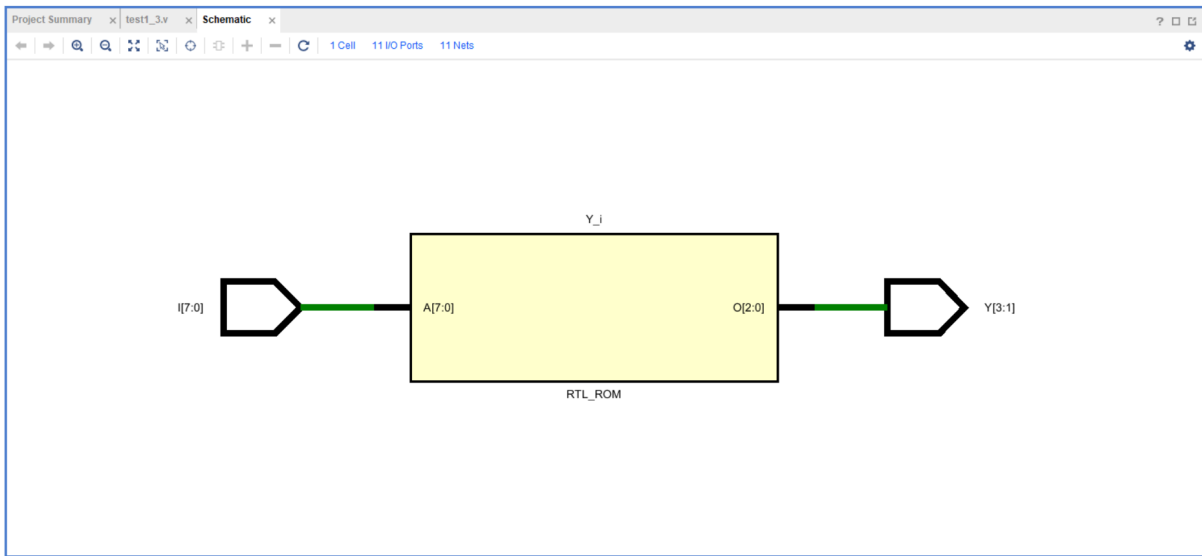 Project Summary × test1_3.v × Schematic × ?
1 Cell 11 I/O Ports 11 Nets
Y_i
I[7:0] A[7:0] O[2:0] Y[3:1]
RTL_ROM